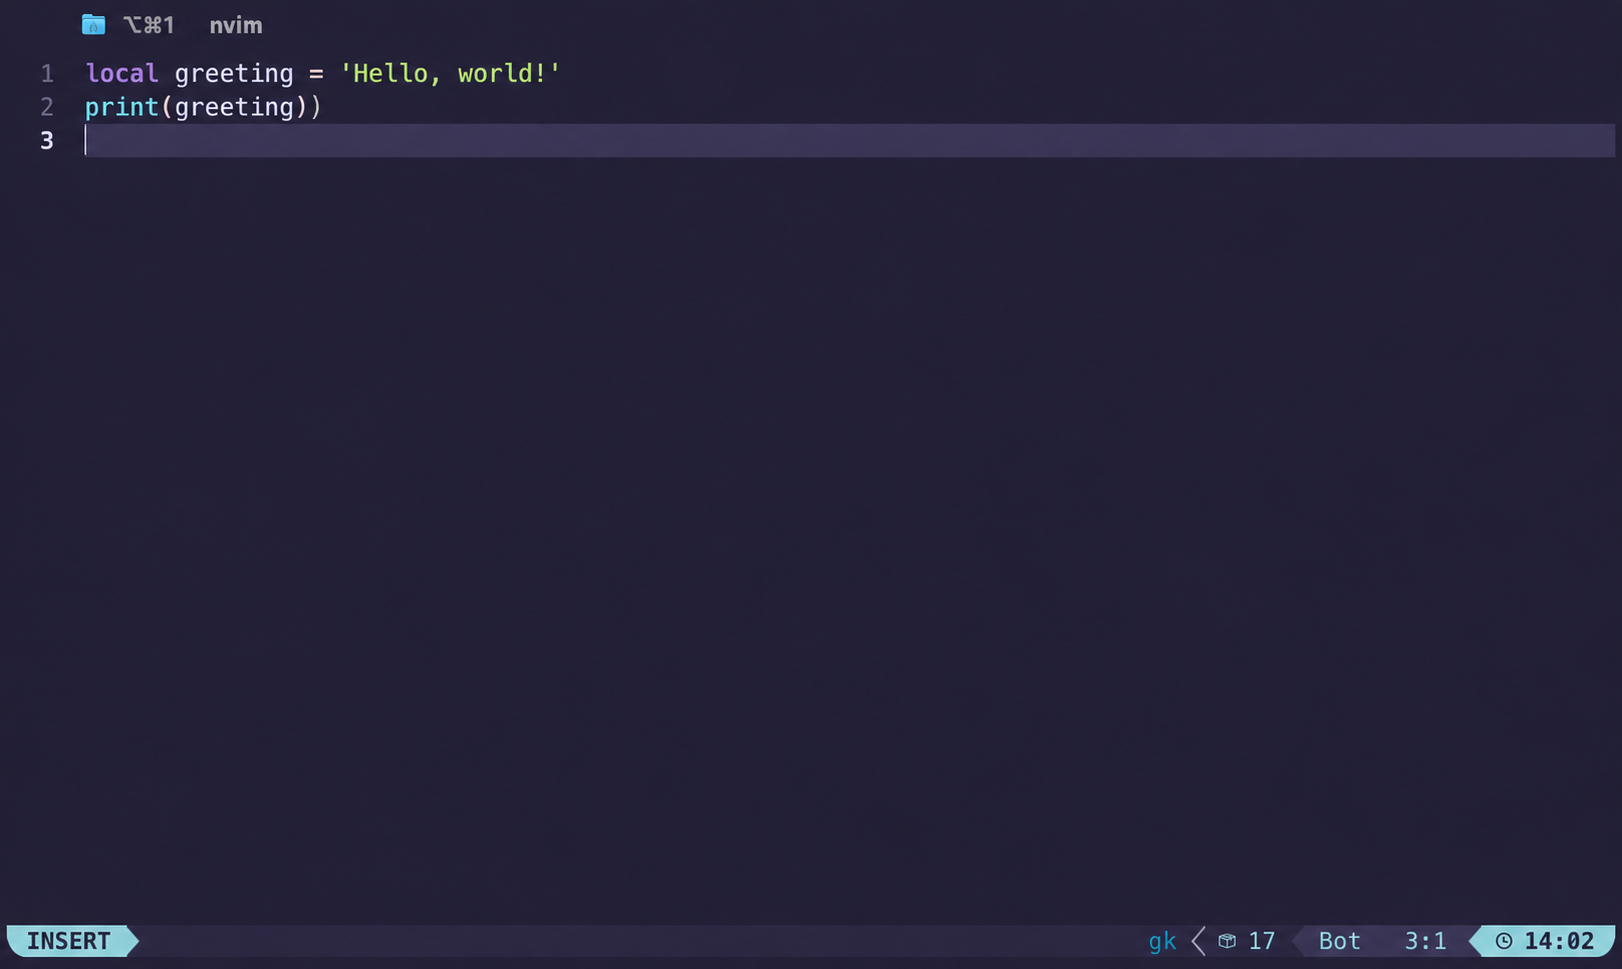 ⌥⌘1 nvim
1 local greeting = 'Hello, world!'
2 print(greeting))
3
INSERT gk 17 Bot 3:1 14:02